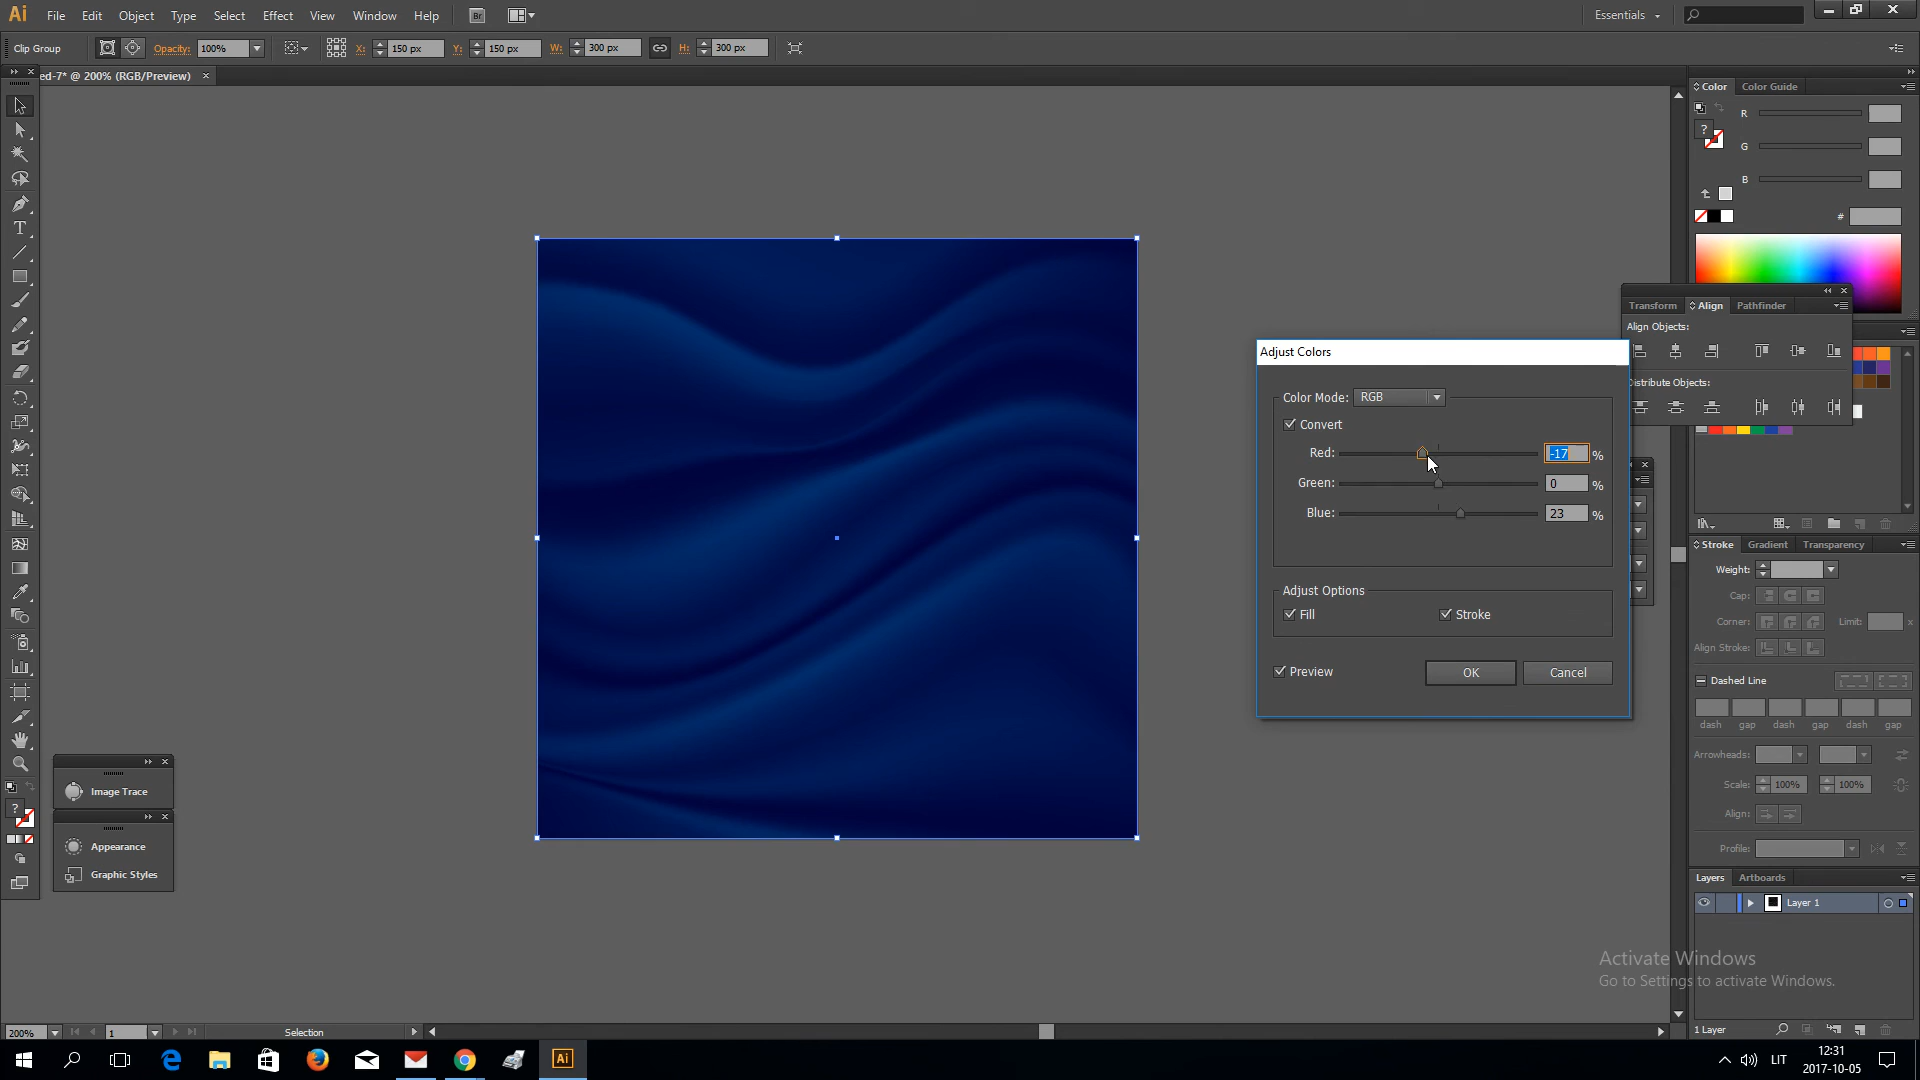 Ai File Edit Object Type Select Effect View Window Help Br Essentials
Clip Group Opacity: 100% X: 150 px Y: 150 px W: 300 px H: 300 px
ed-7* @ 200% (RGB/Preview)
Color Color Guide
R
G
B
#
Transform Align Pathfinder
Align Objects:
Distribute Objects:
Adjust Colors
Color Mode: RGB
Convert
Red: -17 %
Green: 0 %
Blue: 23 %
Adjust Options
Fill Stroke
Preview OK Cancel
Stroke Gradient Transparency
Weight:
Cap:
Corner: Limit: x
Align Stroke:
Dashed Line
dash gap dash gap dash gap
Arrowheads:
Scale: 100% 100%
Align:
Profile:
Image Trace
Appearance
Graphic Styles
Layers Artboards
Layer 1
Activate Windows
Go to Settings to activate Windows.
1 Layer
200% 1 Selection
Ai LIT 12:31
2017-10-05